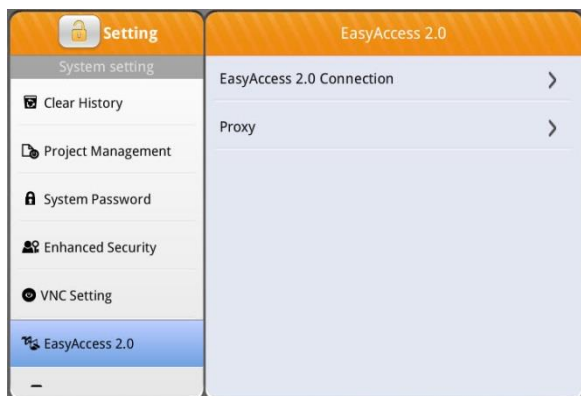 Setting
System setting
Clear History
Project Management
System Password
Enhanced Security
VNC Setting
EasyAccess 2.0
EasyAccess 2.0
EasyAccess 2.0 Connection
Proxy